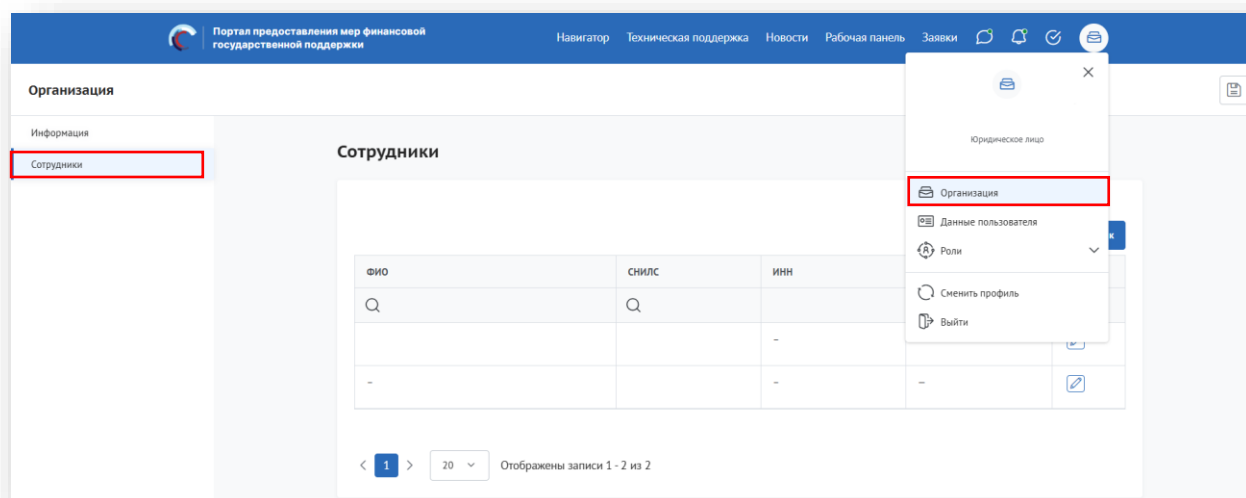 Портал предоставления мер финансовой
государственной поддержки
Навигатор Техническая поддержка Новости Рабочая панель Заявки
Организация
Юридическое лицо
Информация
Сотрудники
Сотрудники
Организация
Данные пользователя
Роли
Сменить профиль
Выйти
к
ФИО СНИЛС ИНН
-
- - -
1 20 Отображены записи 1 - 2 из 2